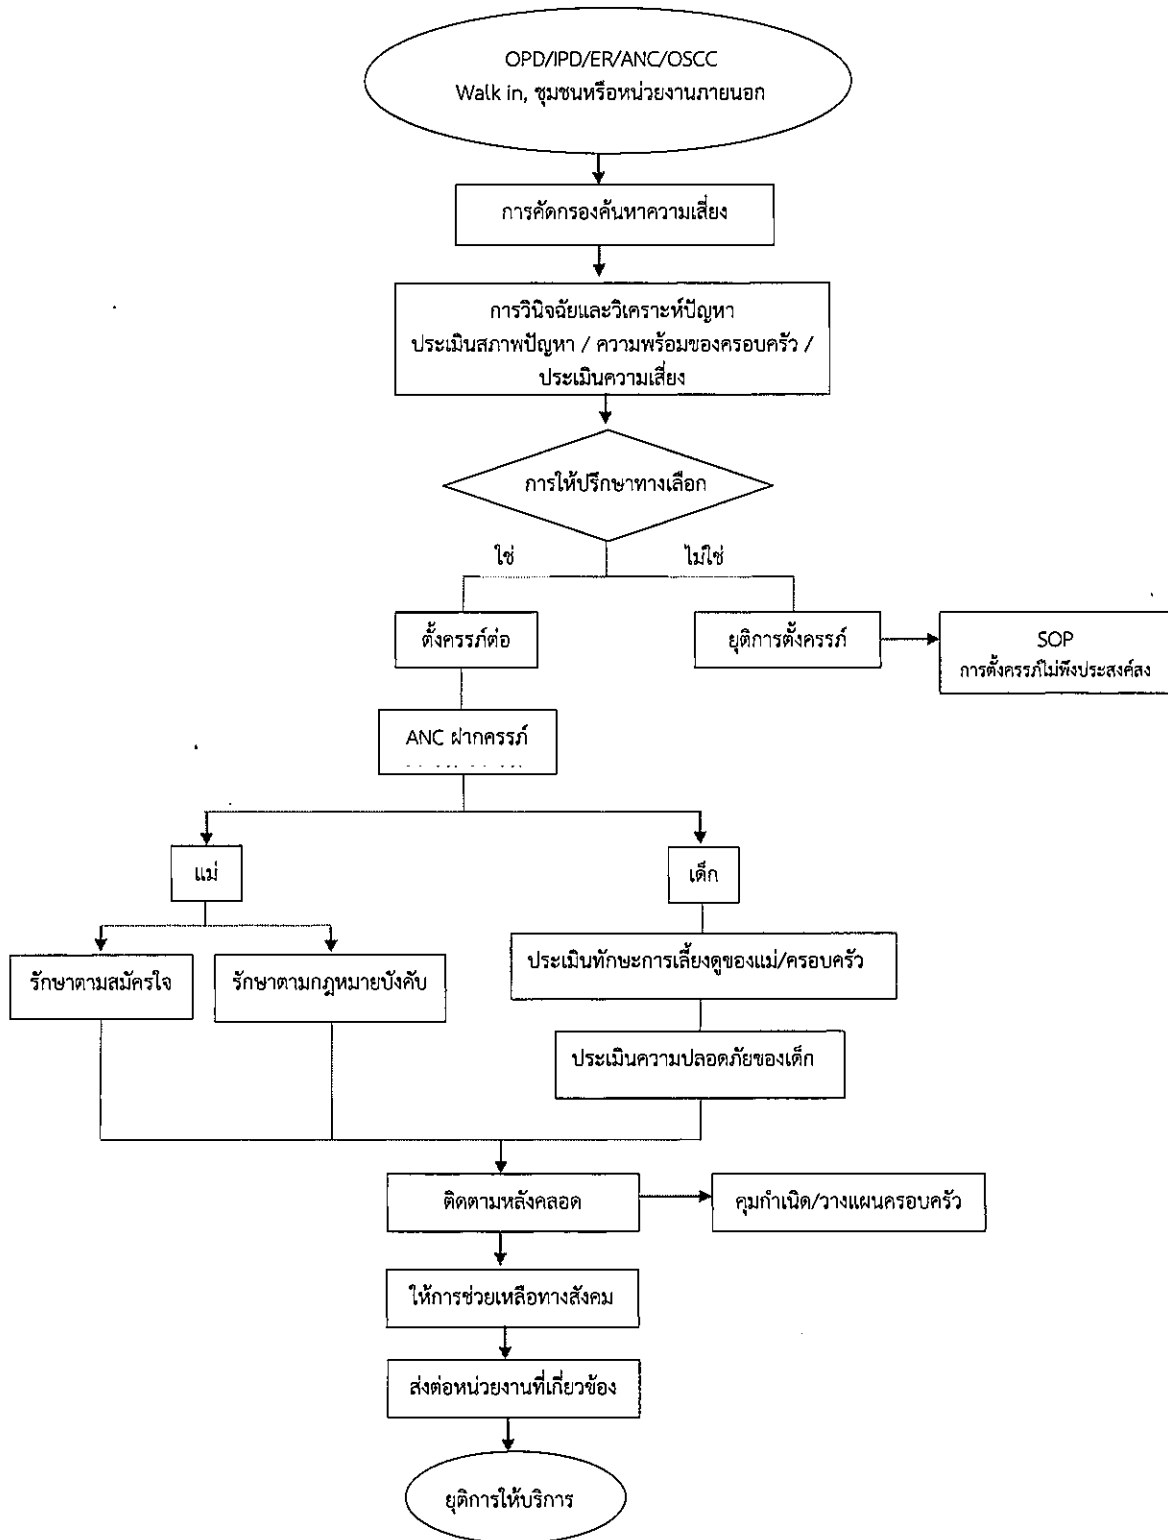 OPD/IPD/ER/ANC/OSCC
Walk in, ชุมชนหรือหน่วยงานภายนอก
การคัดกรองค้นหาความเสี่ยง
การวินิจฉัยและวิเคราะห์ปัญหา
ประเมินสภาพปัญหา / ความพร้อมของครอบครัว /
ประเมินความเสี่ยง
การให้ปรึกษาทางเลือก
ใช่
ไม่ใช่
ตั้งครรภ์ต่อ
ยุติการตั้งครรภ์
SOP
การตั้งครรภ์ไม่พึงประสงค์สง
ANC ฝากครรภ์
แม่
เด็ก
รักษาตามสมัครใจ
รักษาตามกฎหมายบังคับ
ประเมินทักษะการเลี้ยงดูของแม่/ครอบครัว
ประเมินความปลอดภัยของเด็ก
ติดตามหลังคลอด
คุมกำเนิด/วางแผนครอบครัว
ให้การช่วยเหลือทางสังคม
ส่งต่อหน่วยงานที่เกี่ยวข้อง
ยุติการให้บริการ